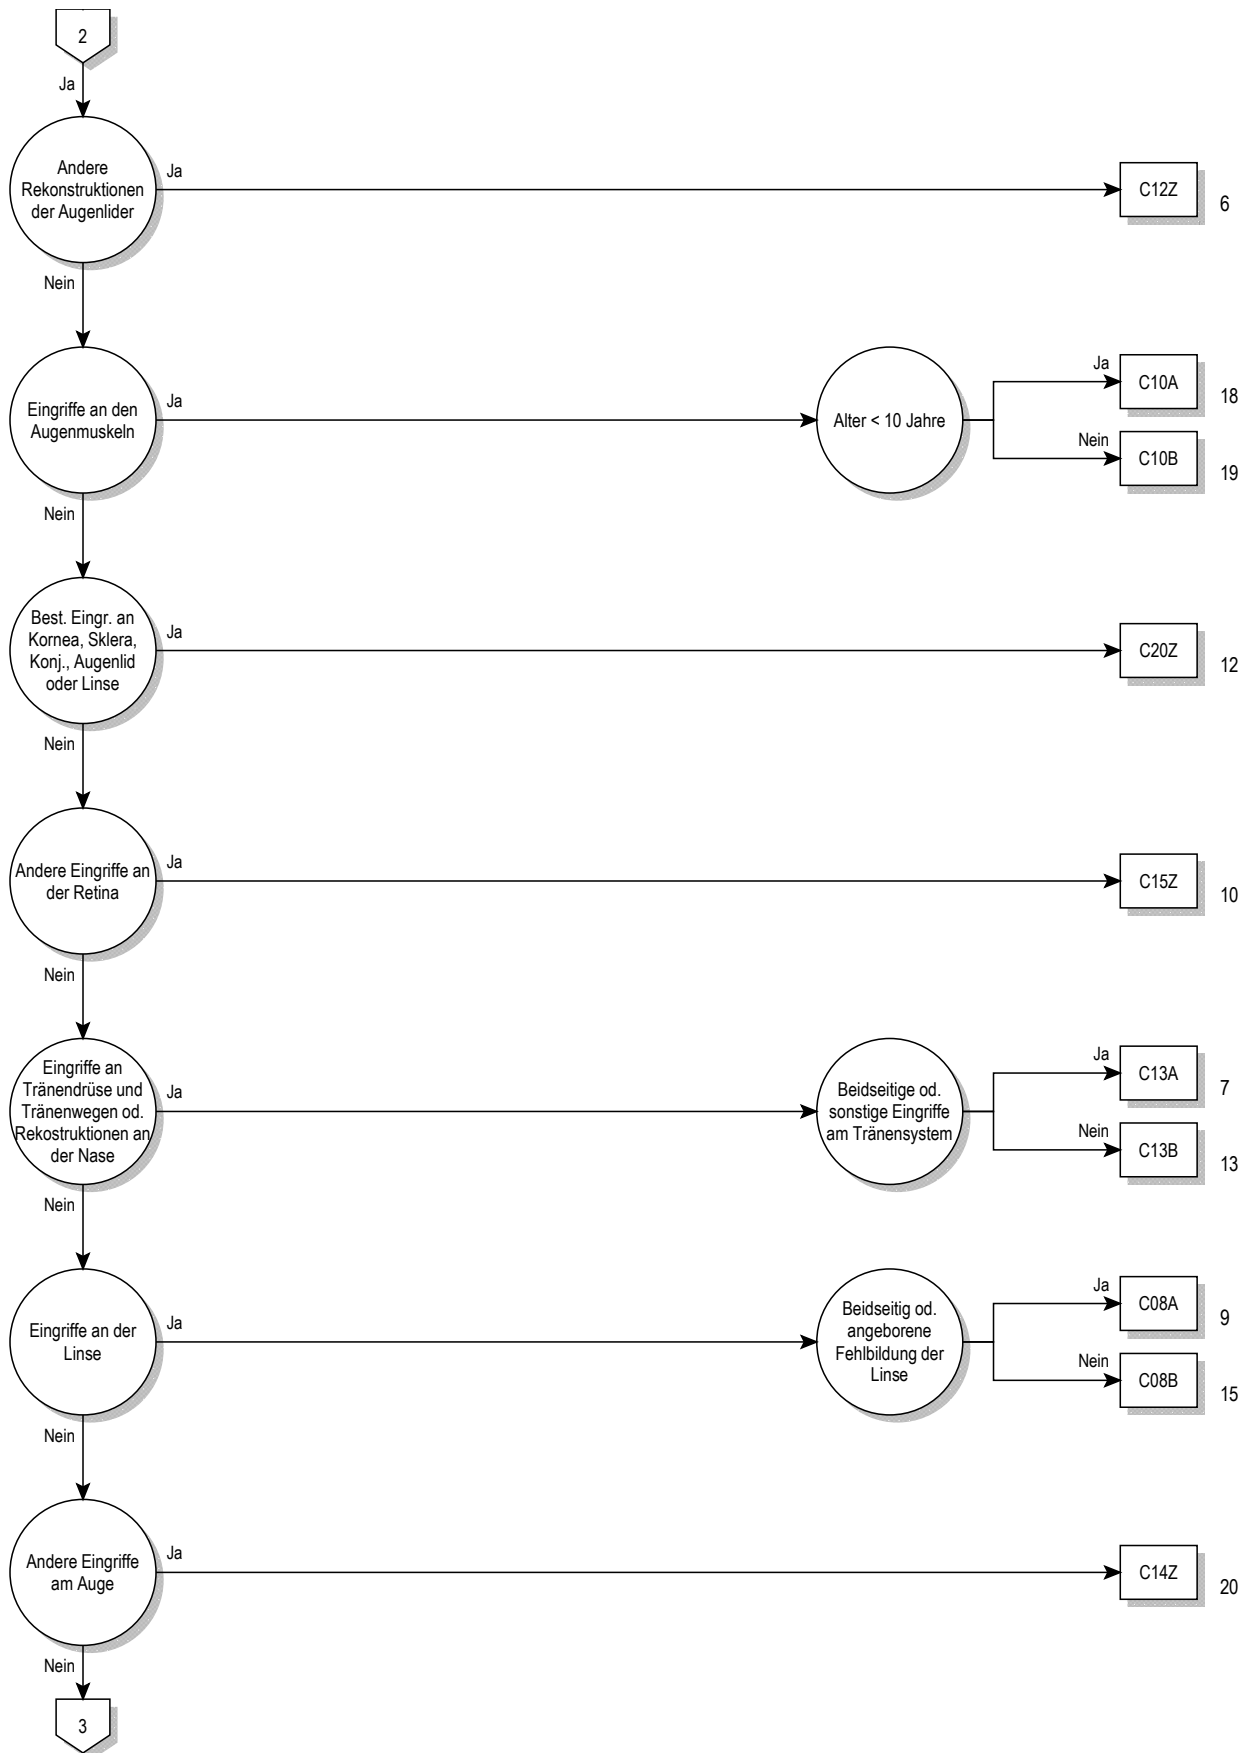 2
Ja
Andere
Rekonstruktionen
der Augenlider
Ja
C12Z
6
Nein
Eingriffe an den
Augenmuskeln
Ja
Alter < 10 Jahre
Ja
C10A
18
Nein
C10B
19
Nein
Best. Eingr. an
Kornea, Sklera,
Konj., Augenlid
oder Linse
Ja
C20Z
12
Nein
Andere Eingriffe an
der Retina
Ja
C15Z
10
Nein
Eingriffe an
Tränendrüse und
Tränenwegen od.
Rekostruktionen an
der Nase
Ja
Beidseitige od.
sonstige Eingriffe
am Tränensystem
Ja
C13A
7
Nein
C13B
13
Nein
Eingriffe an der
Linse
Ja
Beidseitig od.
angeborene
Fehlbildung der
Linse
Ja
C08A
9
Nein
C08B
15
Nein
Andere Eingriffe
am Auge
Ja
C14Z
20
Nein
3